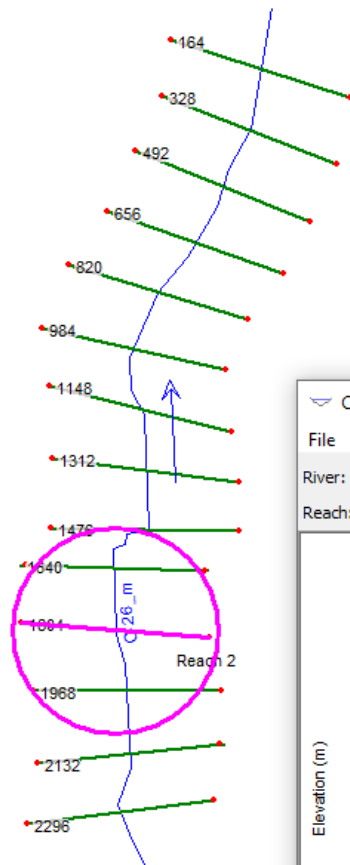 164
328
492
656
820
984
1148
1312
1476
1640
1804
C-26_m
Reach 2
1968
2132
2296
File
River:
Reach:
Elevation (m)